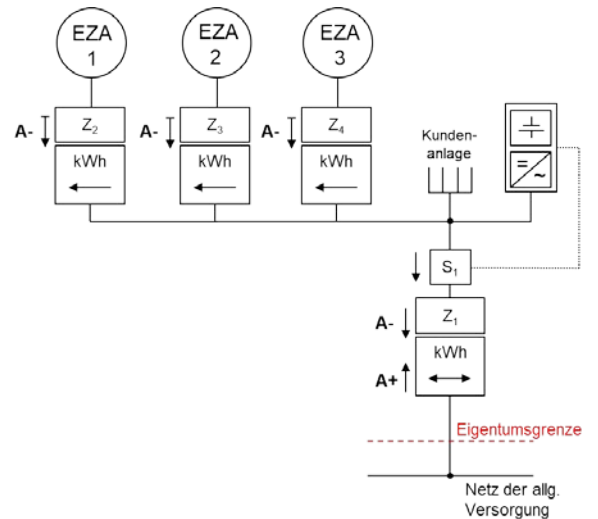 EZA
1
EZA
2
EZA
3
A- Z2
A- Z3
A- Z4
kWh
kWh
kWh
Kunden-
anlage
=
~
S1
A- Z1
kWh
A+
Eigentumsgrenze
Netz der allg.
Versorgung